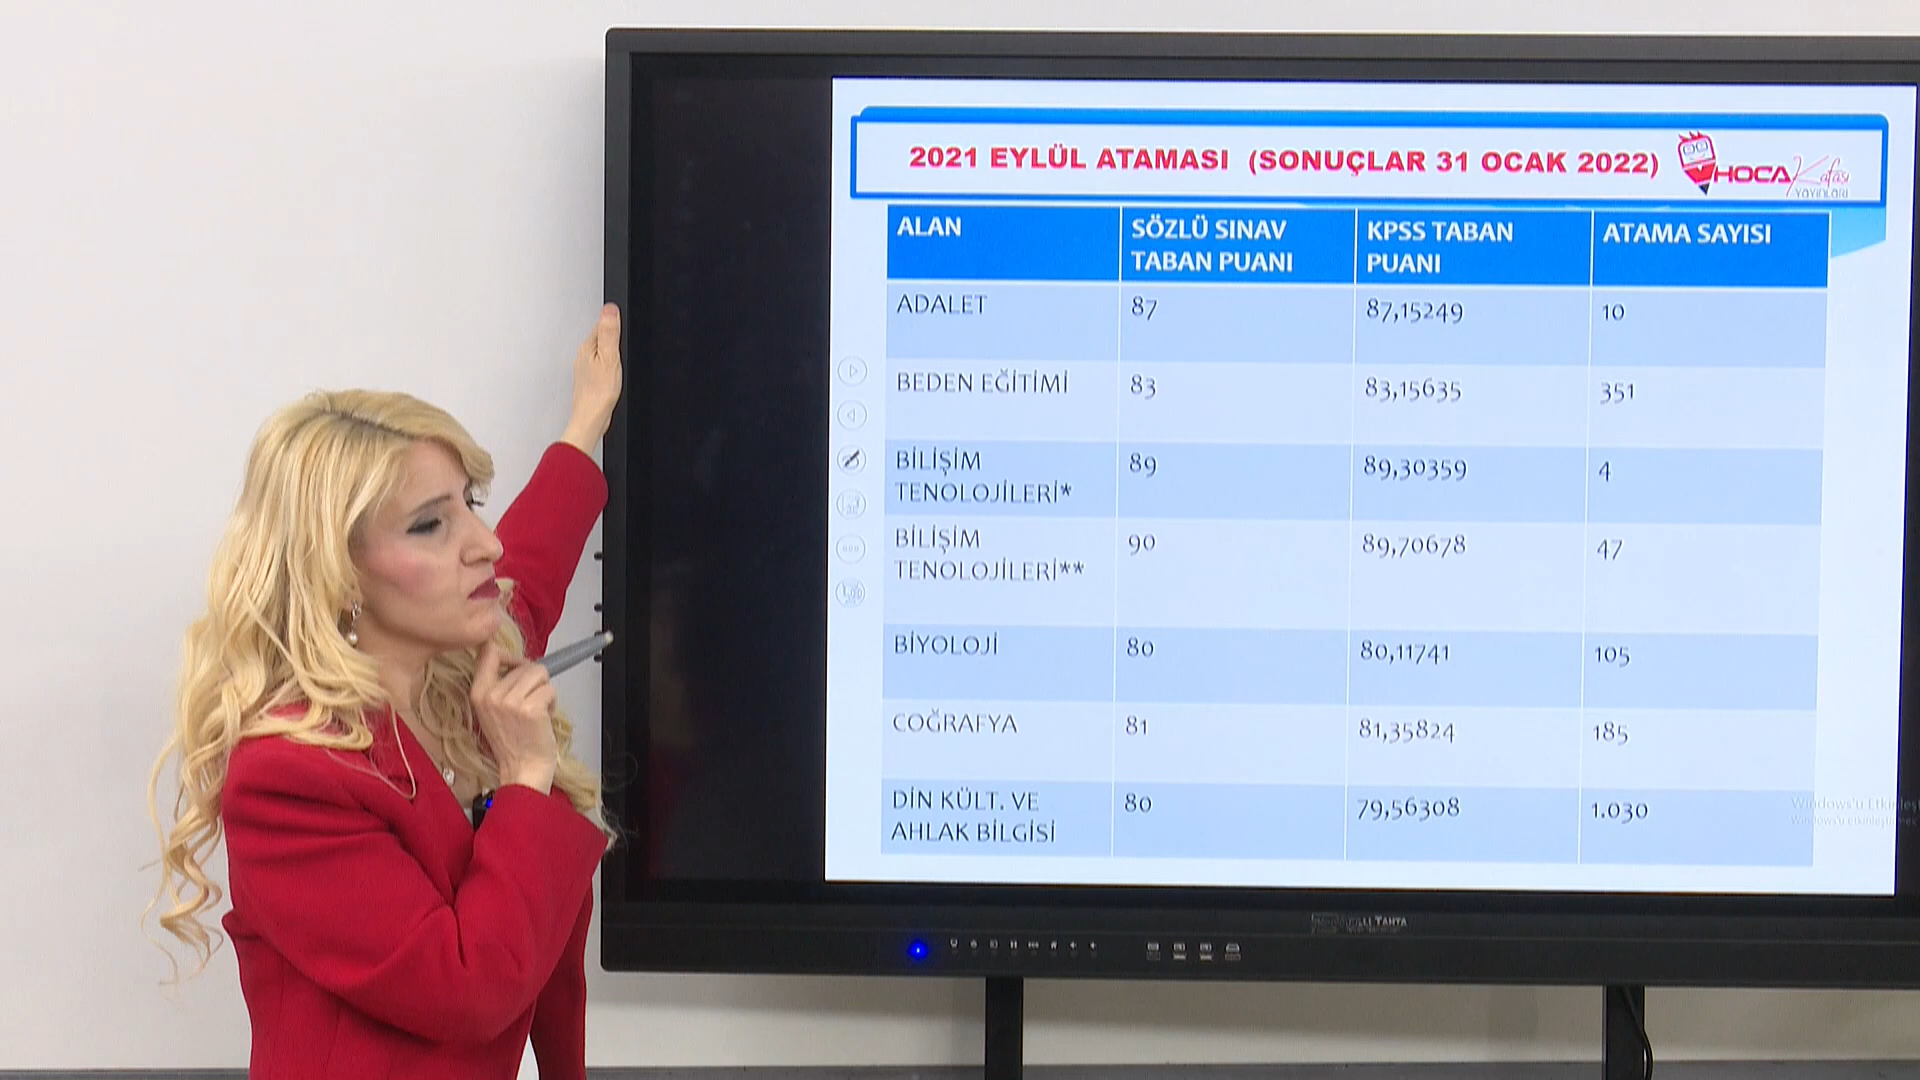 2021 EYLÜL ATAMASI (SONUÇLAR 31 OCAK 2022)
HOCA Kafası
YAYINLARI
ALAN
SÖZLÜ SINAV
TABAN PUANI
KPSS TABAN
PUANI
ATAMA SAYISI
ADALET
87
87,15249
10
BEDEN EĞİTİMİ
83
83,15635
351
BİLİŞİM
TENOLOJİLERİ*
89
89,30359
4
BİLİŞİM
TENOLOJİLERİ**
90
89,70678
47
BİYOLOJİ
80
80,11741
105
COĞRAFYA
81
81,35824
185
DİN KÜLT. VE
AHLAK BİLGİSİ
80
79,56308
1.030
Windows'u Etkinleşt
TAHTA